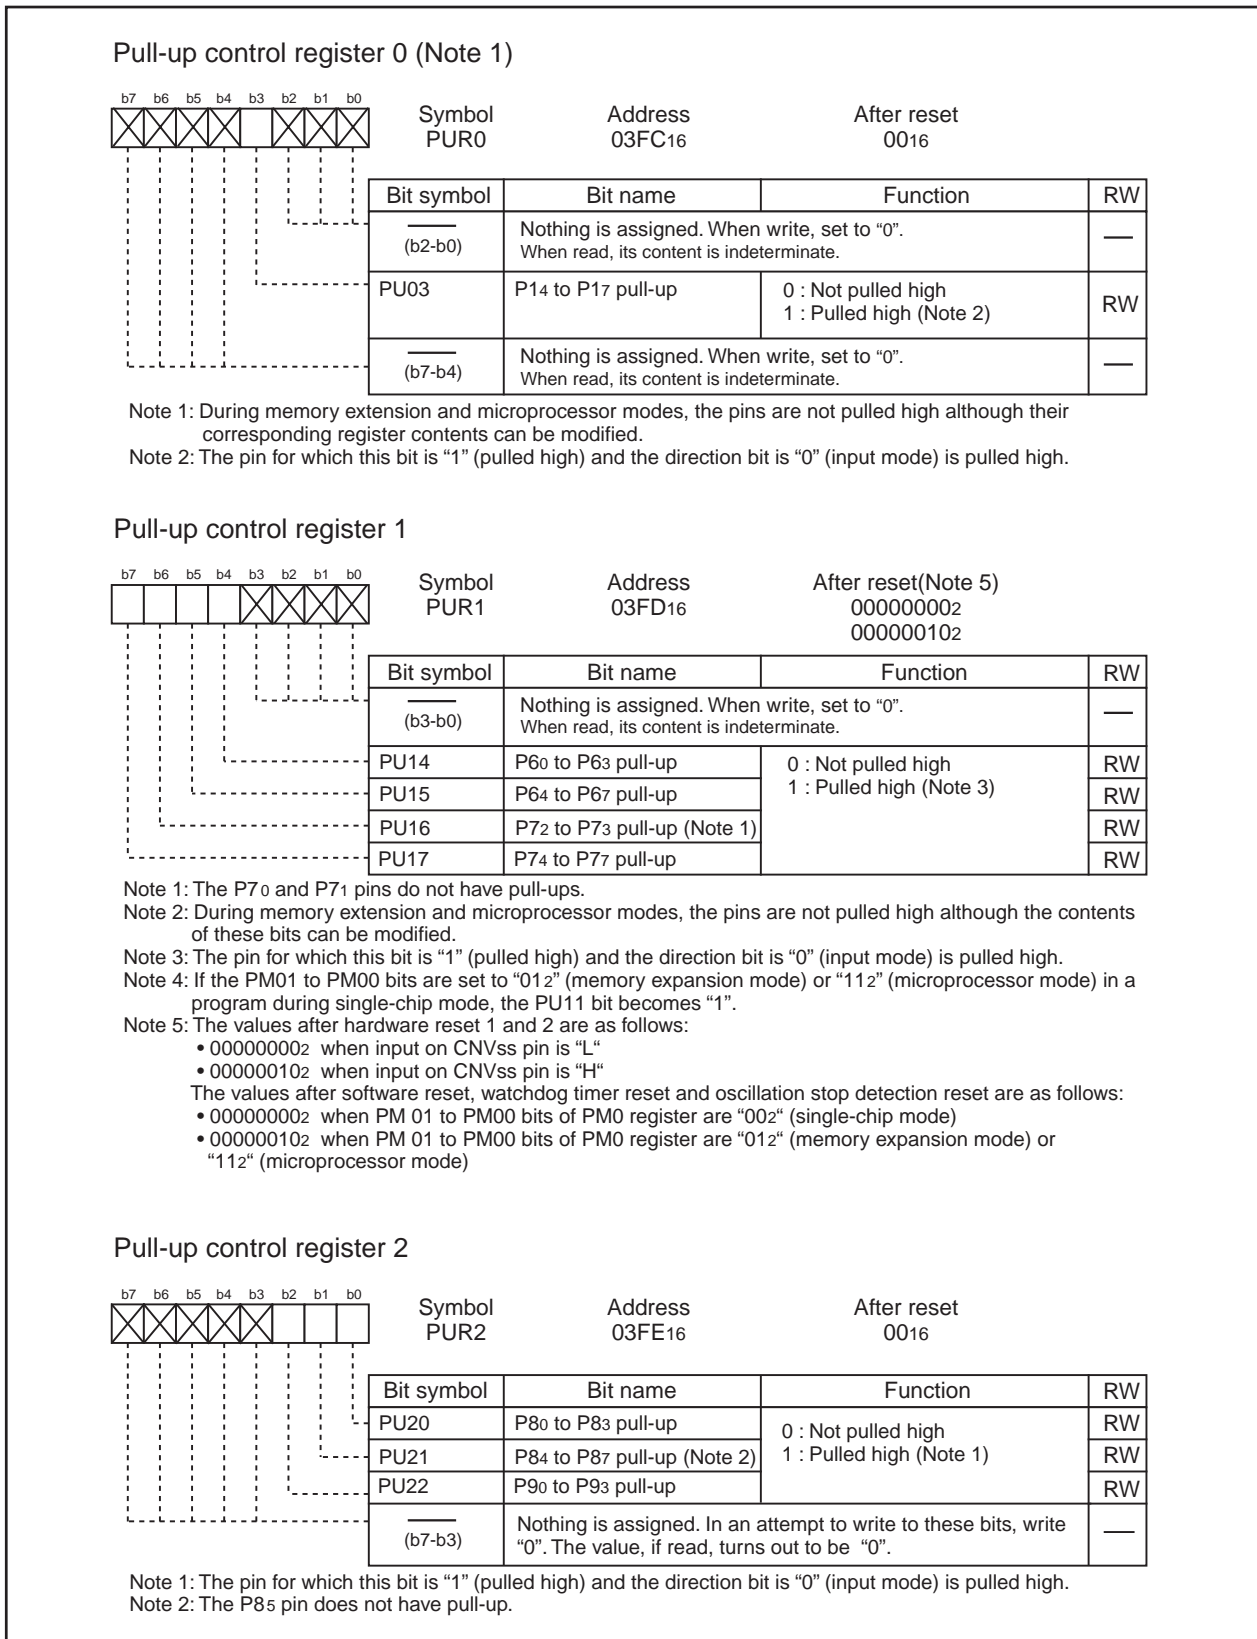 Pull-up control register 0 (Note 1)
b7 b6 b5 b4 b3 b2 b1 b0
Symbol Address After reset
PUR0 03FC16 0016
Bit symbol Bit name Function RW
(b2-b0) Nothing is assigned. When write, set to “0”.
When read, its content is indeterminate.
PU03 P14 to P17 pull-up 0 : Not pulled high
1 : Pulled high (Note 2) RW
(b7-b4) Nothing is assigned. When write, set to “0”.
When read, its content is indeterminate.
Note 1: During memory extension and microprocessor modes, the pins are not pulled high although their
corresponding register contents can be modified.
Note 2: The pin for which this bit is “1” (pulled high) and the direction bit is “0” (input mode) is pulled high.
Pull-up control register 1
b7 b6 b5 b4 b3 b2 b1 b0
Symbol Address After reset(Note 5)
PUR1 03FD16 000000002
000000102
Bit symbol Bit name Function RW
(b3-b0) Nothing is assigned. When write, set to “0”.
When read, its content is indeterminate.
PU14 P60 to P63 pull-up 0 : Not pulled high RW
PU15 P64 to P67 pull-up 1 : Pulled high (Note 3) RW
PU16 P72 to P73 pull-up (Note 1) RW
PU17 P74 to P77 pull-up RW
Note 1: The P70 and P71 pins do not have pull-ups.
Note 2: During memory extension and microprocessor modes, the pins are not pulled high although the contents
of these bits can be modified.
Note 3: The pin for which this bit is “1” (pulled high) and the direction bit is “0” (input mode) is pulled high.
Note 4: If the PM01 to PM00 bits are set to “012” (memory expansion mode) or “112” (microprocessor mode) in a
program during single-chip mode, the PU11 bit becomes “1”.
Note 5: The values after hardware reset 1 and 2 are as follows:
• 000000002 when input on CNVss pin is “L“
• 000000102 when input on CNVss pin is “H“
The values after software reset, watchdog timer reset and oscillation stop detection reset are as follows:
• 000000002 when PM 01 to PM00 bits of PM0 register are “002“ (single-chip mode)
• 000000102 when PM 01 to PM00 bits of PM0 register are “012“ (memory expansion mode) or
“112“ (microprocessor mode)
Pull-up control register 2
b7 b6 b5 b4 b3 b2 b1 b0
Symbol Address After reset
PUR2 03FE16 0016
Bit symbol Bit name Function RW
PU20 P80 to P83 pull-up 0 : Not pulled high RW
PU21 P84 to P87 pull-up (Note 2) 1 : Pulled high (Note 1) RW
PU22 P90 to P93 pull-up RW
(b7-b3) Nothing is assigned. In an attempt to write to these bits, write
“0”. The value, if read, turns out to be “0”.
Note 1: The pin for which this bit is “1” (pulled high) and the direction bit is “0” (input mode) is pulled high.
Note 2: The P85 pin does not have pull-up.